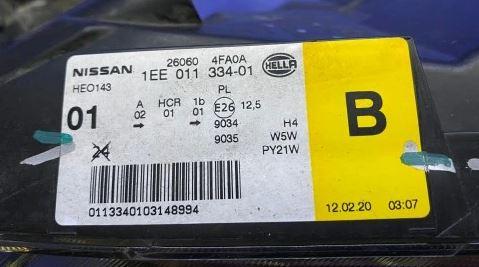 26060 4FA0A
NISSAN 1EE 011 334-01 HELLA
HEO143 PL
01 A HCR 1b E26 12,5
02 → 01 01 →
9034 H4
9035 W5W
24 PY21W
0113340103148994
B
12.02.20 03:07